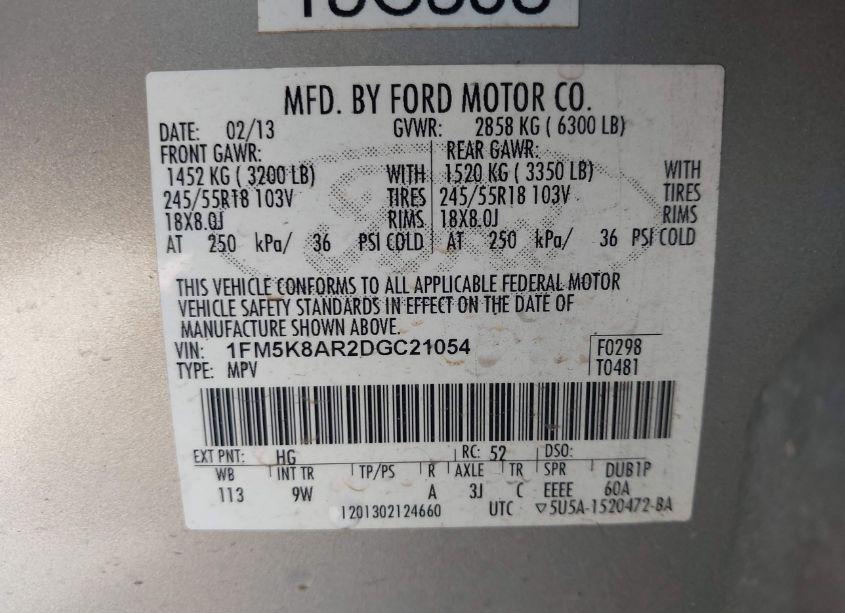 MFD. BY FORD MOTOR CO.
DATE: 02/13 GVWR: 2858 KG ( 6300 LB)
FRONT GAWR: REAR GAWR:
1452 KG ( 3200 LB) WITH 1520 KG ( 3350 LB) WITH
245/55R18 103V TIRES 245/55R18 103V TIRES
18X8.0J RIMS 18X8.0J RIMS
AT 250 kPa/ 36 PSI COLD AT 250 kPa/ 36 PSI COLD
THIS VEHICLE CONFORMS TO ALL APPLICABLE FEDERAL MOTOR
VEHICLE SAFETY STANDARDS IN EFFECT ON THE DATE OF
MANUFACTURE SHOWN ABOVE.
VIN: 1FM5K8AR2DGC21054 F0298
TYPE: MPV T0481
EXT PNT: HG RC: 52 DSO:
WB INT TR TP/PS R AXLE TR SPR DUB1P
113 9W A 3J C EEEE 60A
1201302124660 UTC ▽5U5A-1520472-BA